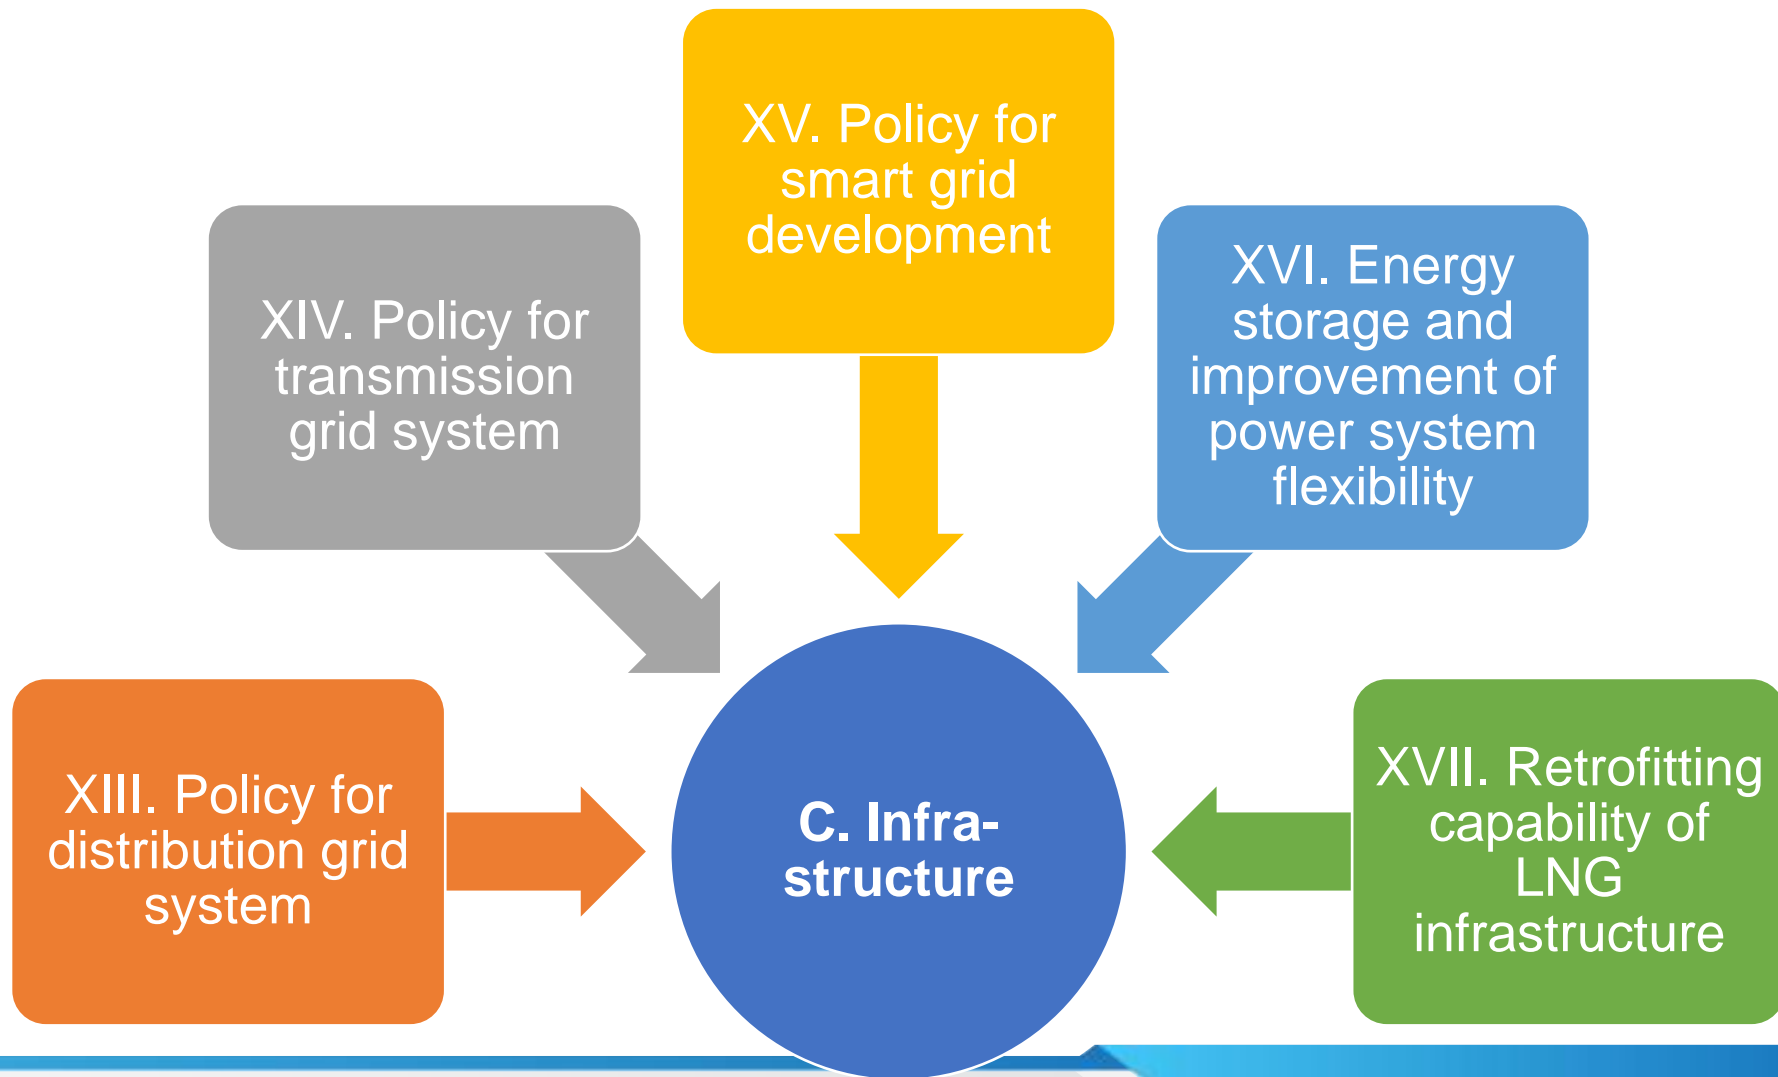 XV. Policy for
smart grid
development
XIV. Policy for
transmission
grid system
XVI. Energy
storage and
improvement of
power system
flexibility
XIII. Policy for
distribution grid
system
C. Infra-
structure
XVII. Retrofitting
capability of
LNG
infrastructure